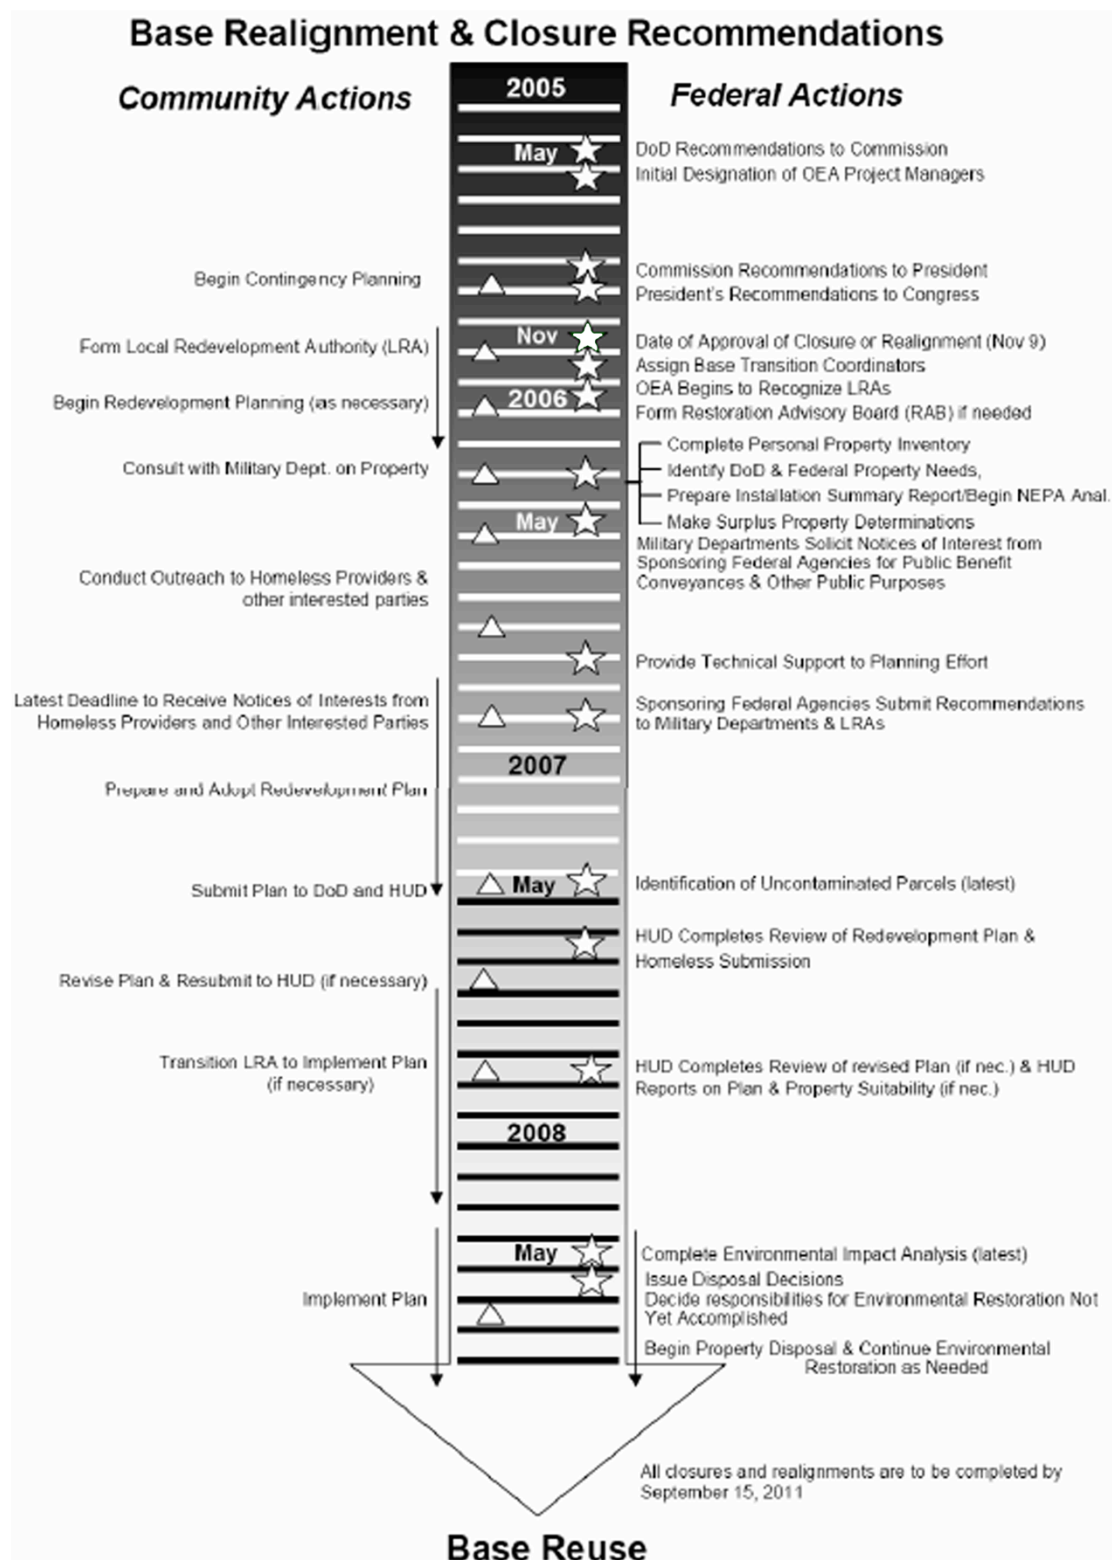 Base Realignment & Closure Recommendations
Community Actions
2005
Federal Actions
May
DoD Recommendations to Commission
Initial Designation of OEA Project Managers
Begin Contingency Planning
Commission Recommendations to President
President's Recommendations to Congress
Form Local Redevelopment Authority (LRA)
Nov
Date of Approval of Closure or Realignment (Nov 9)
Assign Base Transition Coordinators
OEA Begins to Recognize LRAs
Begin Redevelopment Planning (as necessary)
2006
Form Restoration Advisory Board (RAB) if needed
Complete Personal Property Inventory
Consult with Military Dept. on Property
Identify DoD & Federal Property Needs,
Prepare Installation Summary Report/Begin NEPA Anal.
May
Make Surplus Property Determinations
Military Departments Solicit Notices of Interest from
Sponsoring Federal Agencies for Public Benefit
Conveyances & Other Public Purposes
Conduct Outreach to Homeless Providers &
other interested parties
Provide Technical Support to Planning Effort
Latest Deadline to Receive Notices of Interests from
Homeless Providers and Other Interested Parties
Sponsoring Federal Agencies Submit Recommendations
to Military Departments & LRAs
2007
Prepare and Adopt Redevelopment Plan
Submit Plan to DoD and HUD
May
Identification of Uncontaminated Parcels (latest)
HUD Completes Review of Redevelopment Plan &
Homeless Submission
Revise Plan & Resubmit to HUD (if necessary)
Transition LRA to Implement Plan
(if necessary)
HUD Completes Review of revised Plan (if nec.) & HUD
Reports on Plan & Property Suitability (if nec.)
2008
May
Complete Environmental Impact Analysis (latest)
Issue Disposal Decisions
Implement Plan
Decide responsibilities for Environmental Restoration Not
Yet Accomplished
Begin Property Disposal & Continue Environmental
Restoration as Needed
All closures and realignments are to be completed by
September 15, 2011
Base Reuse